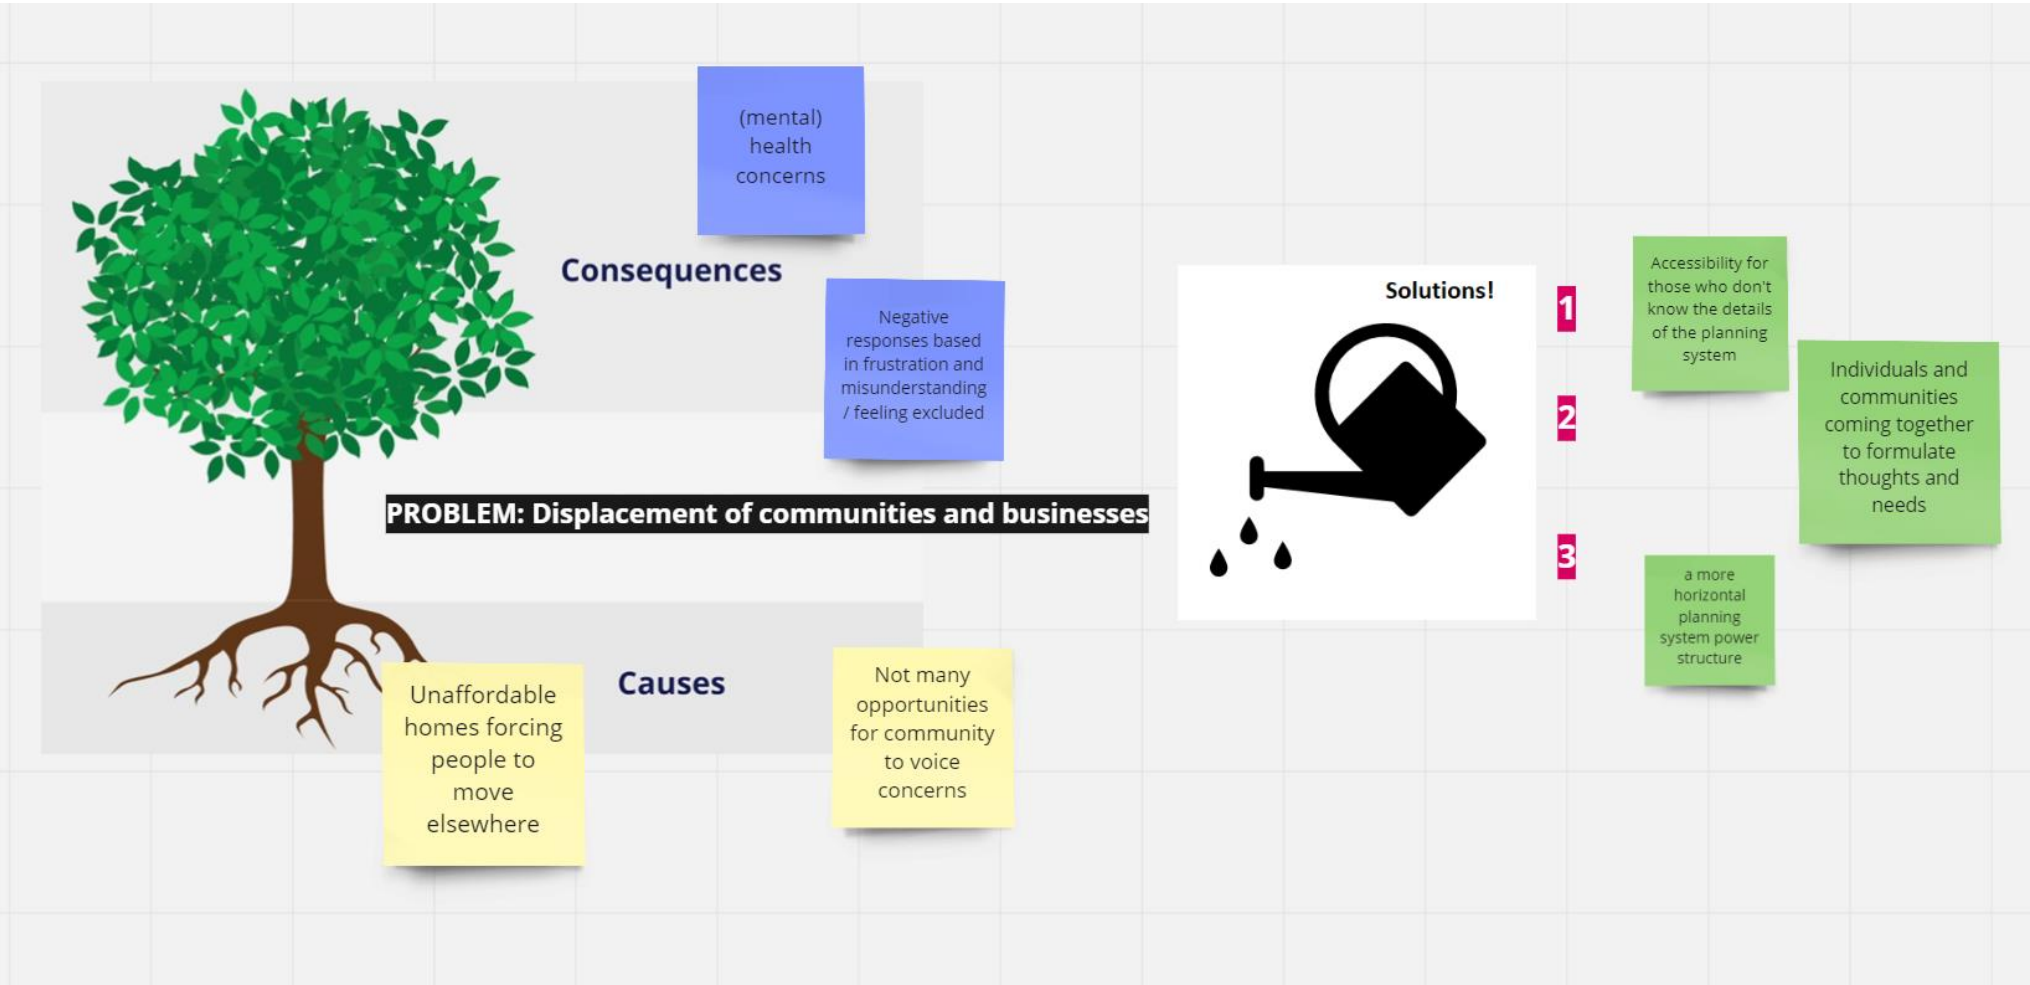 (mental)
health
concerns
Consequences
Negative
responses based
in frustration and
misunderstanding
/ feeling excluded
PROBLEM: Displacement of communities and businesses
Causes
Unaffordable
homes forcing
people to
move
elsewhere
Not many
opportunities
for community
to voice
concerns
Solutions!
1
Accessibility for
those who don't
know the details
of the planning
system
2
Individuals and
communities
coming together
to formulate
thoughts and
needs
3
a more
horizontal
planning
system power
structure